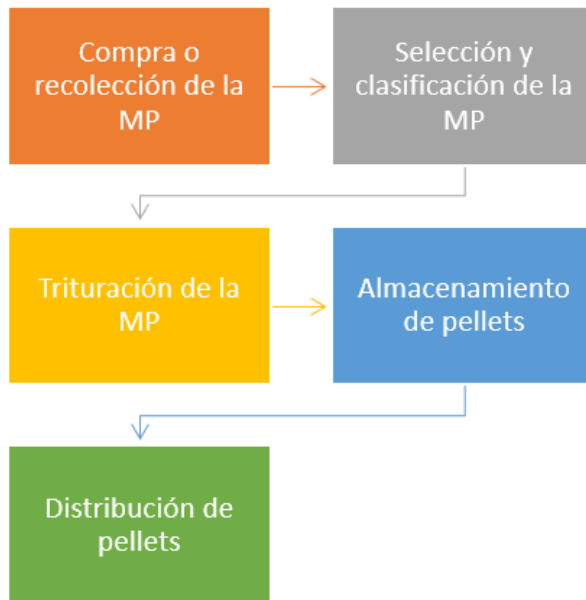 Compra o
recolección de la
MP
Selección y
clasificación de la
MP
Trituración de la
MP
Almacenamiento
de pellets
Distribución de
pellets